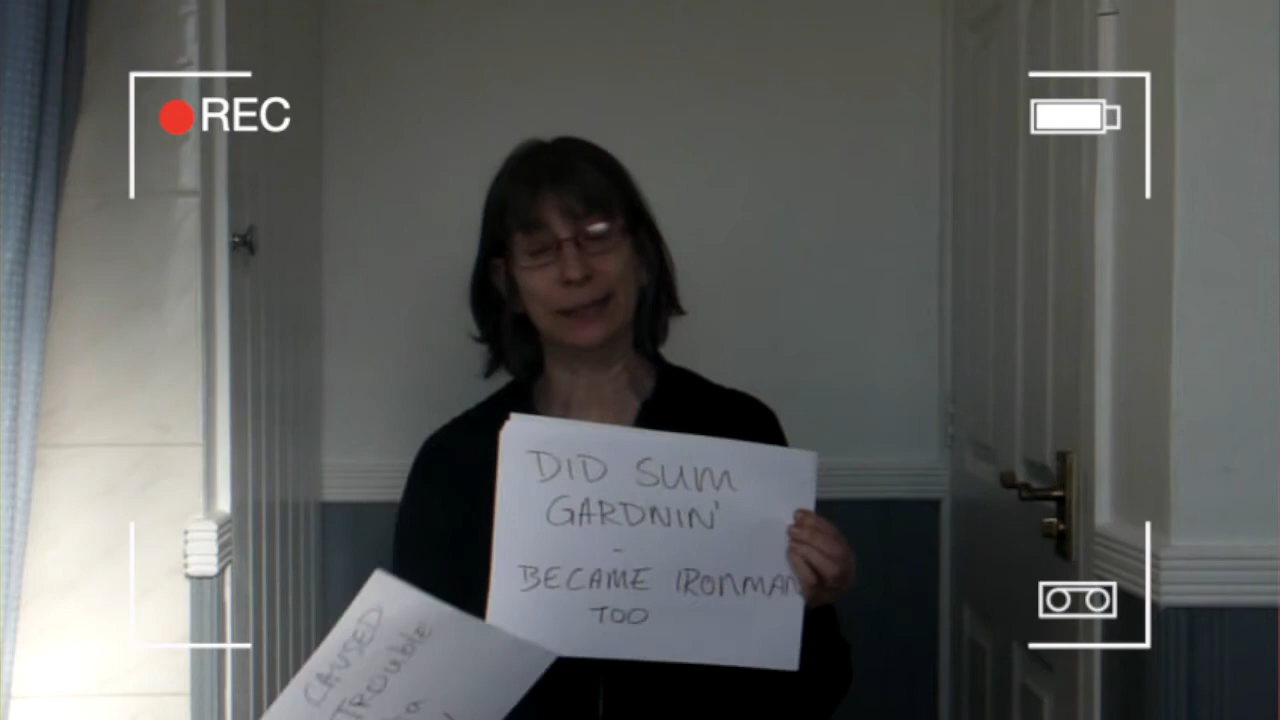 REC
DID SUM
GARDNIN'
-
BECAME IRONMAN
TOO
CAUSED
TROUBLE
a